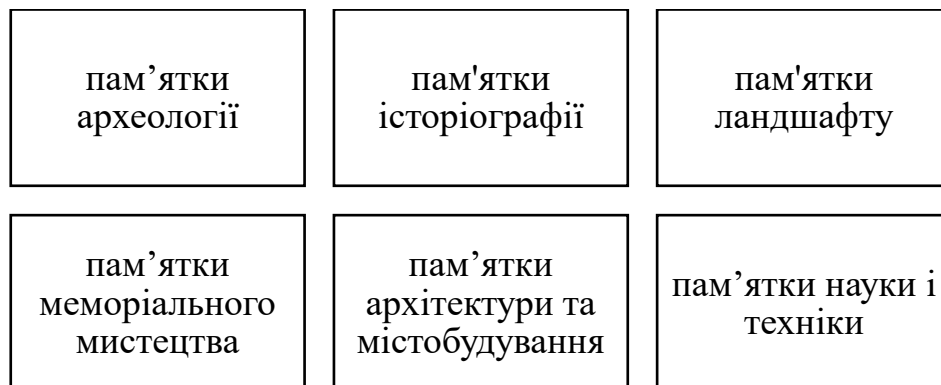 пам’ятки
археології
пам'ятки
історіографії
пам'ятки
ландшафту
пам’ятки
меморіального
мистецтва
пам’ятки
архітектури та
містобудування
пам’ятки науки і
техніки